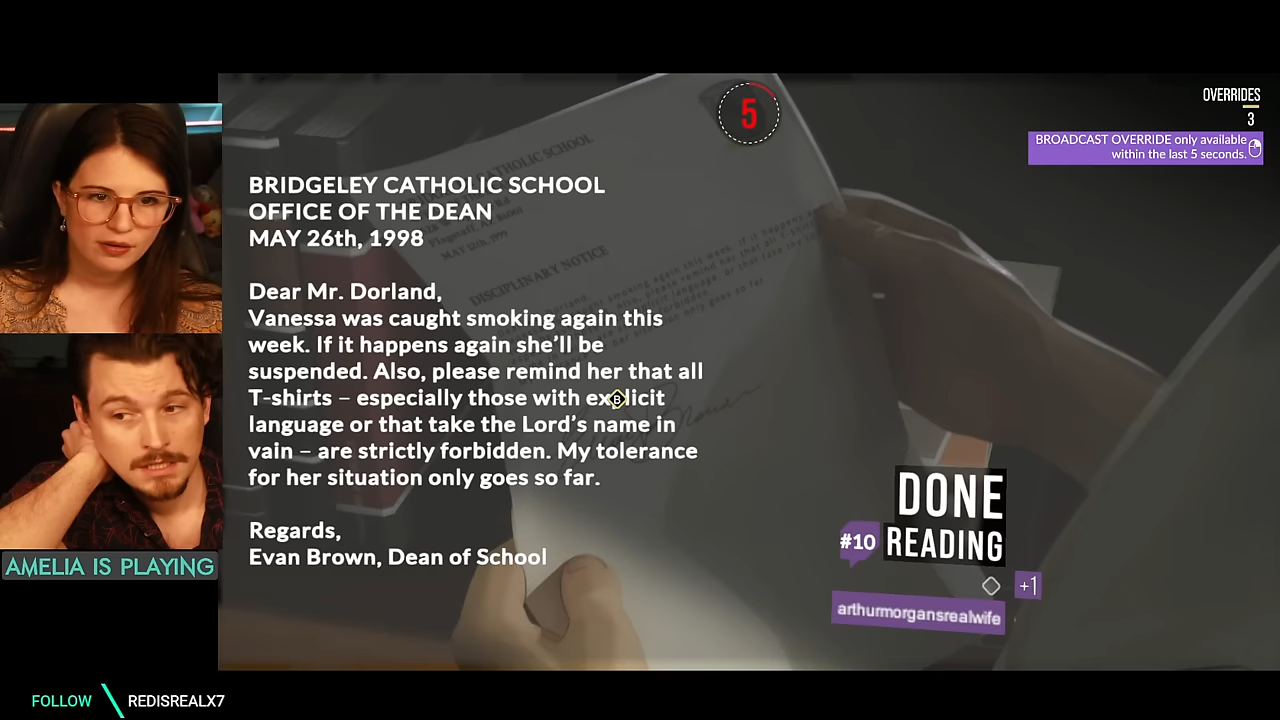 5
OVERRIDES
3
BROADCAST OVERRIDE only available
within the last 5 seconds.
BRIDGELEY CATHOLIC SCHOOL
OFFICE OF THE DEAN
MAY 26th, 1998
Dear Mr. Dorland,
Vanessa was caught smoking again this
week. If it happens again she'll be
suspended. Also, please remind her that all
T-shirts – especially those with explicit
language or that take the Lord's name in
vain – are strictly forbidden. My tolerance
for her situation only goes so far.
Regards,
Evan Brown, Dean of School
CATHOLIC SCHOOL
DISCIPLINARY NOTICE
DONE
#10 READING
+1
arthurmorgansrealwife
AMELIA IS PLAYING
FOLLOW REDISREALX7